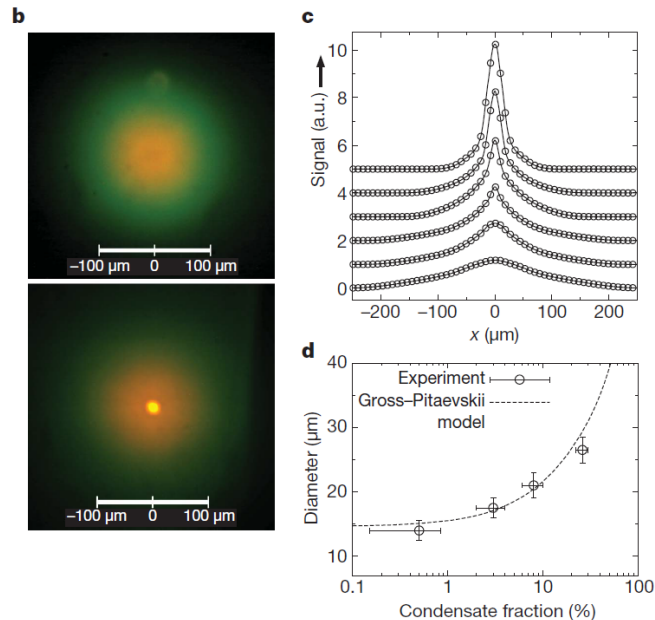 b
−100 µm 0 100 µm
−100 µm 0 100 µm
c
Signal (a.u.)
10
8
6
4
2
0
−200 −100 0 100 200
x (µm)
d
Experiment
Gross–Pitaevskii
model
Diameter (µm)
40
30
20
10
0.1 1 10 100
Condensate fraction (%)